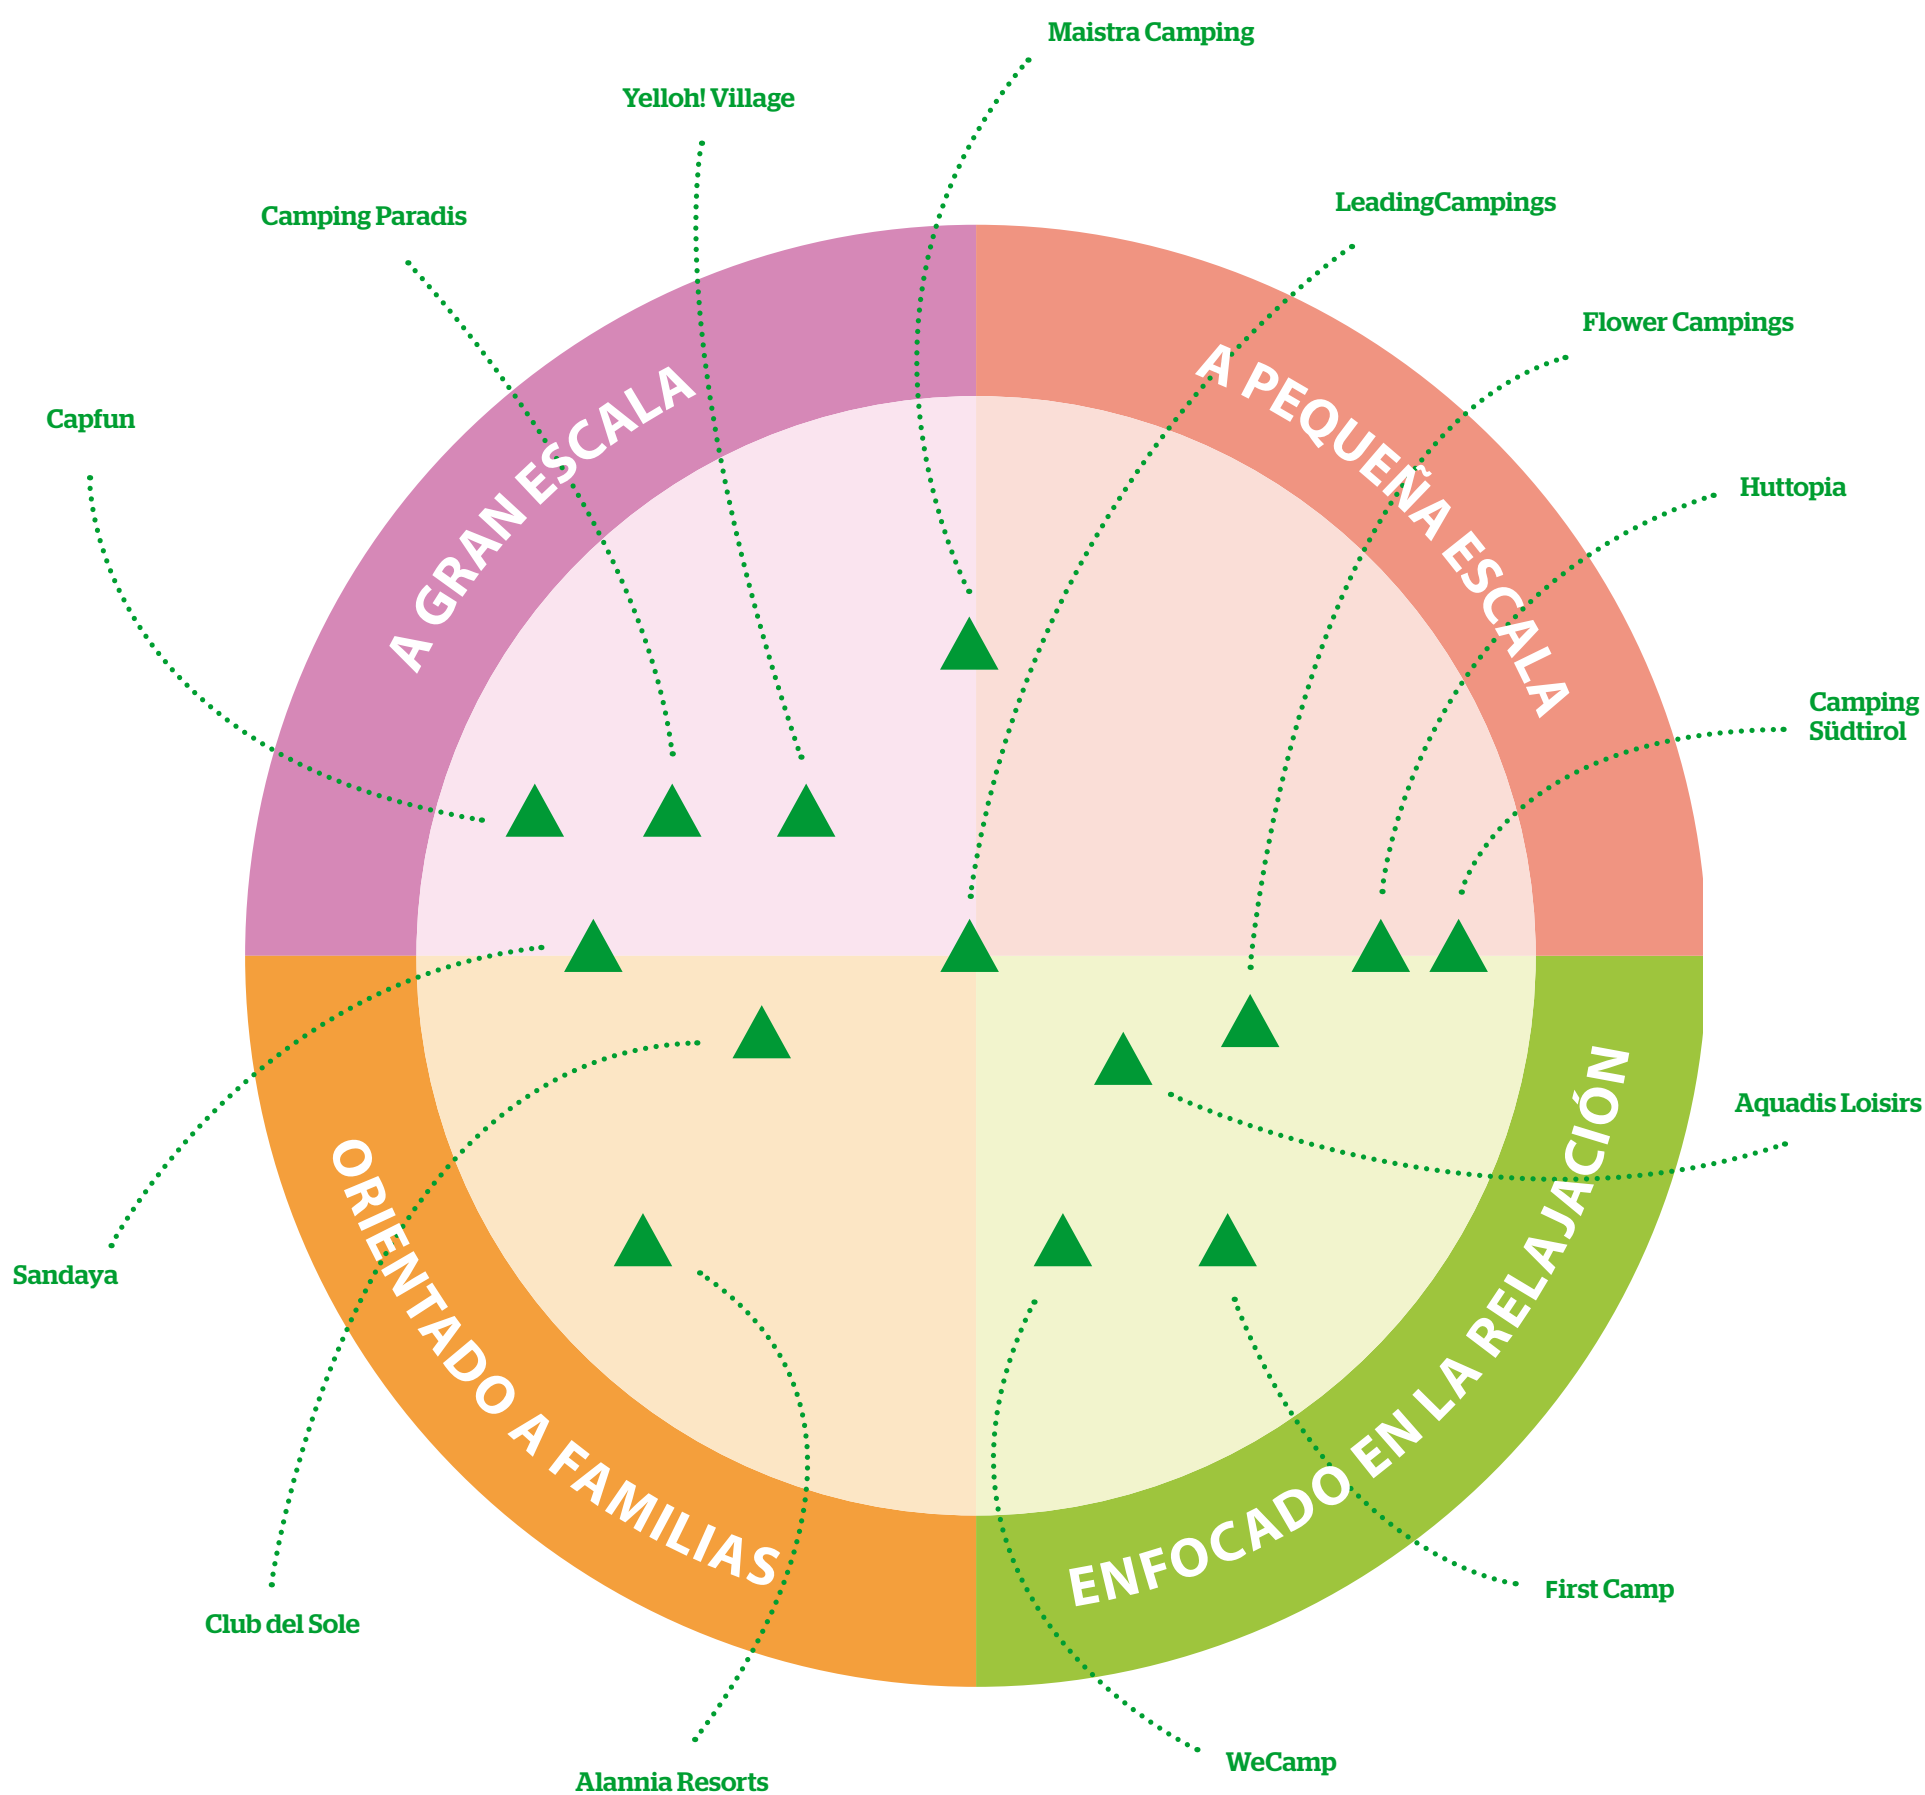 Maistra Camping
Yelloh! Village
LeadingCampings
Camping Paradis
Flower Campings
Capfun
Huttopia
A GRAN ESCALA
A PEQUEÑA ESCALA
Camping
Südtirol
Aquadis Loisirs
Sandaya
ORIENTADO A FAMILIAS
ENFOCADO EN LA RELAJACIÓN
First Camp
Club del Sole
WeCamp
Alannia Resorts